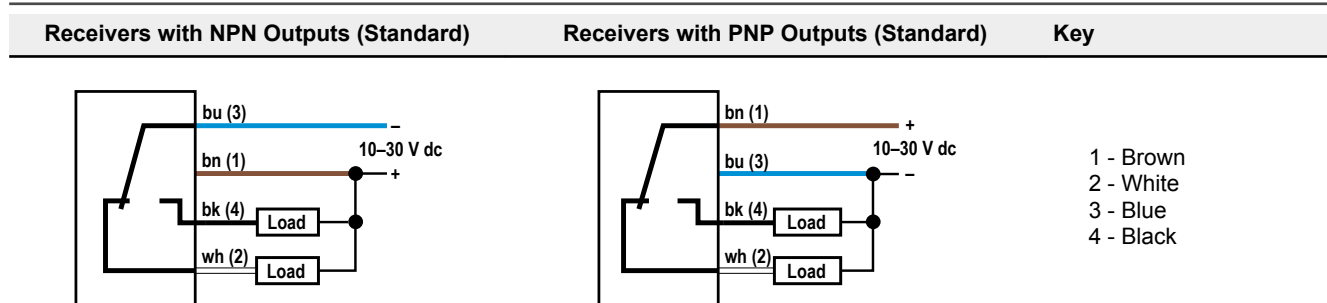 Receivers with NPN Outputs (Standard)
Receivers with PNP Outputs (Standard)
Key
bu (3)
–
10–30 V dc
bn (1)
+
bk (4)
Load
wh (2)
Load
bn (1)
+
10–30 V dc
bu (3)
–
bk (4)
Load
wh (2)
Load
1 - Brown
2 - White
3 - Blue
4 - Black